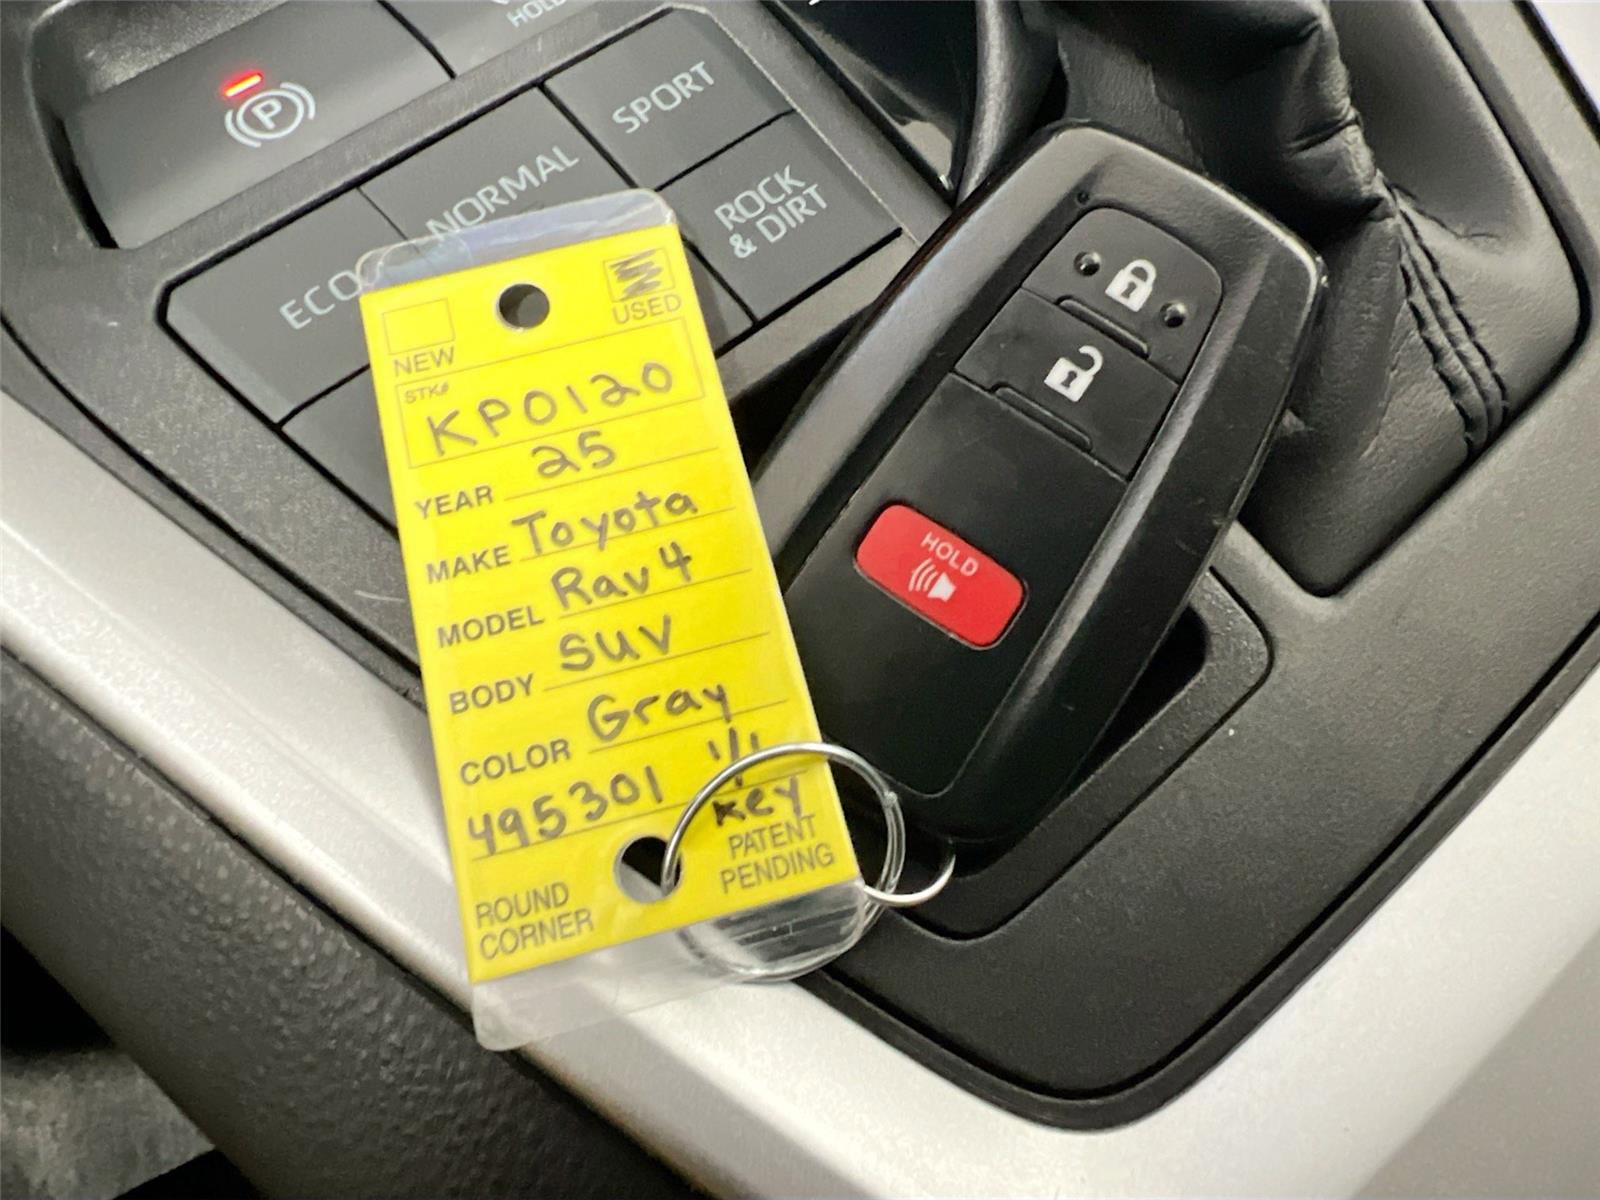 HOLD
P
SPORT
NORMAL
ROCK
& DIRT
ECO
NEW
USED
STK#
KP0120
YEAR 25
MAKE Toyota
MODEL Rav4
BODY SUV
COLOR Gray
495301 1/1
Key
ROUND
CORNER
PATENT
PENDING
HOLD